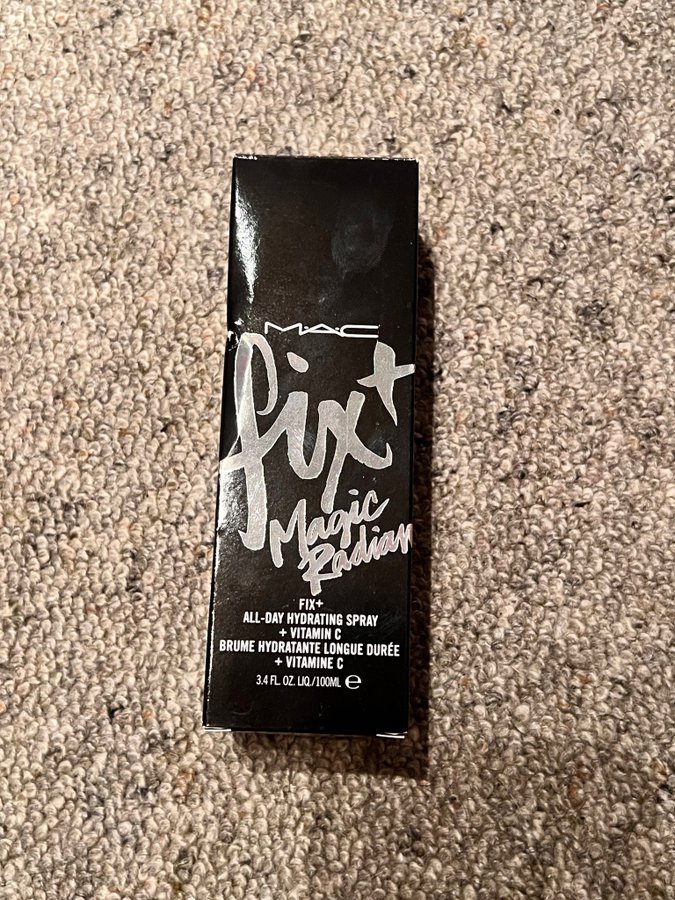 M·A·C
fix+
Magic
Radian
FIX+
ALL-DAY HYDRATING SPRAY
+ VITAMIN C
BRUME HYDRATANTE LONGUE DURÉE
+ VITAMINE C
3.4 FL. OZ. LIQ./100ML ℮